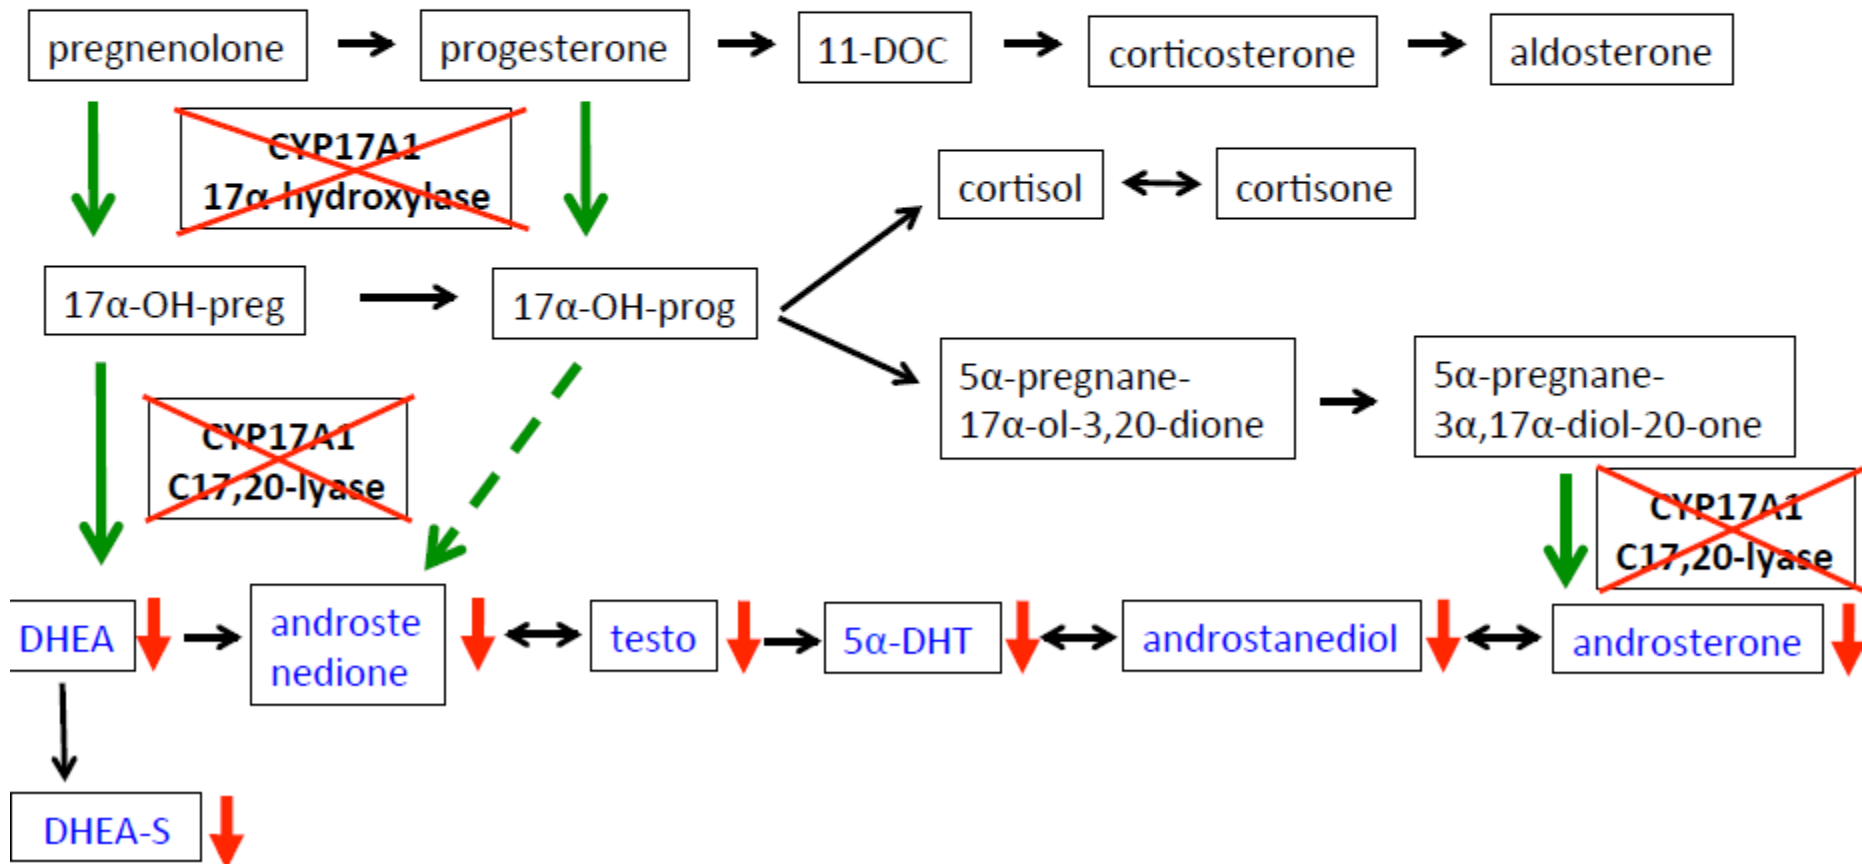 pregnenolone
progesterone
11-DOC
corticosterone
aldosterone
CYP17A1
17α-hydroxylase
cortisol
cortisone
17α-OH-preg
17α-OH-prog
5α-pregnane-
17α-ol-3,20-dione
5α-pregnane-
3α,17α-diol-20-one
CYP17A1
C17,20-lyase
CYP17A1
C17,20-lyase
DHEA
androste
nedione
testo
5α-DHT
androstanediol
androsterone
DHEA-S